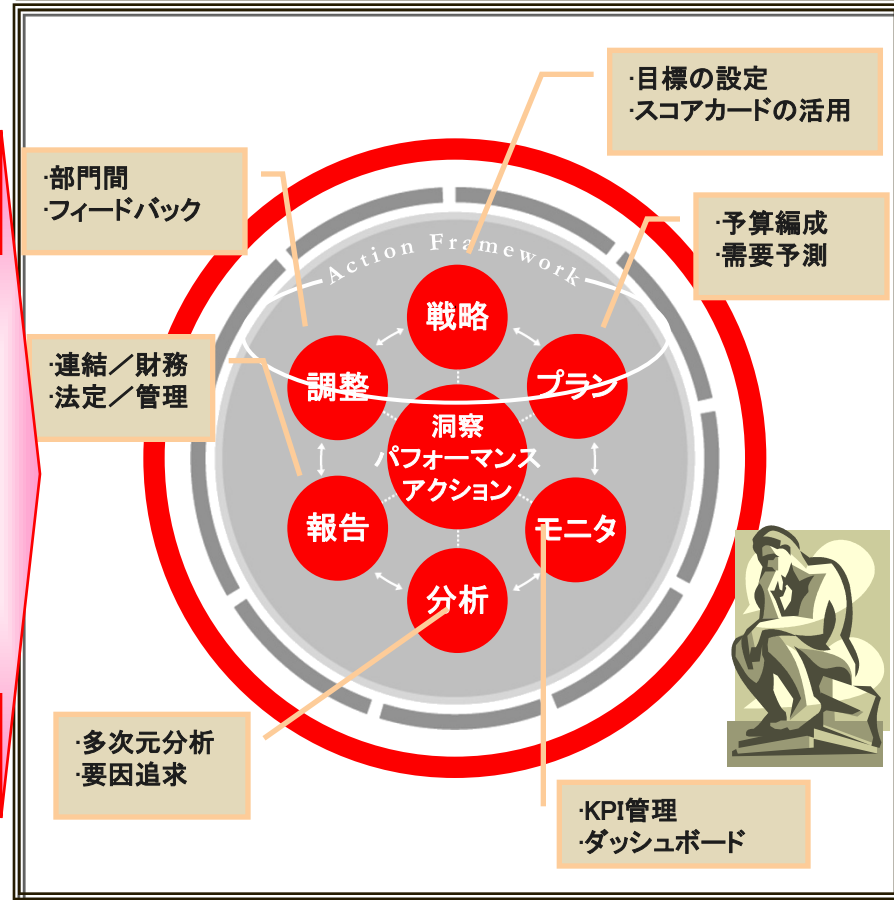 ·目標の設定
·スコアカードの活用
·部門間
·フィードバック
·予算編成
·需要予測
Action Framework
戦略
·連結／財務
·法定／管理
調整
プラン
洞察
パフォーマンス
アクション
報告
モニタ
分析
·多次元分析
·要因追求
·KPI管理
·ダッシュボード